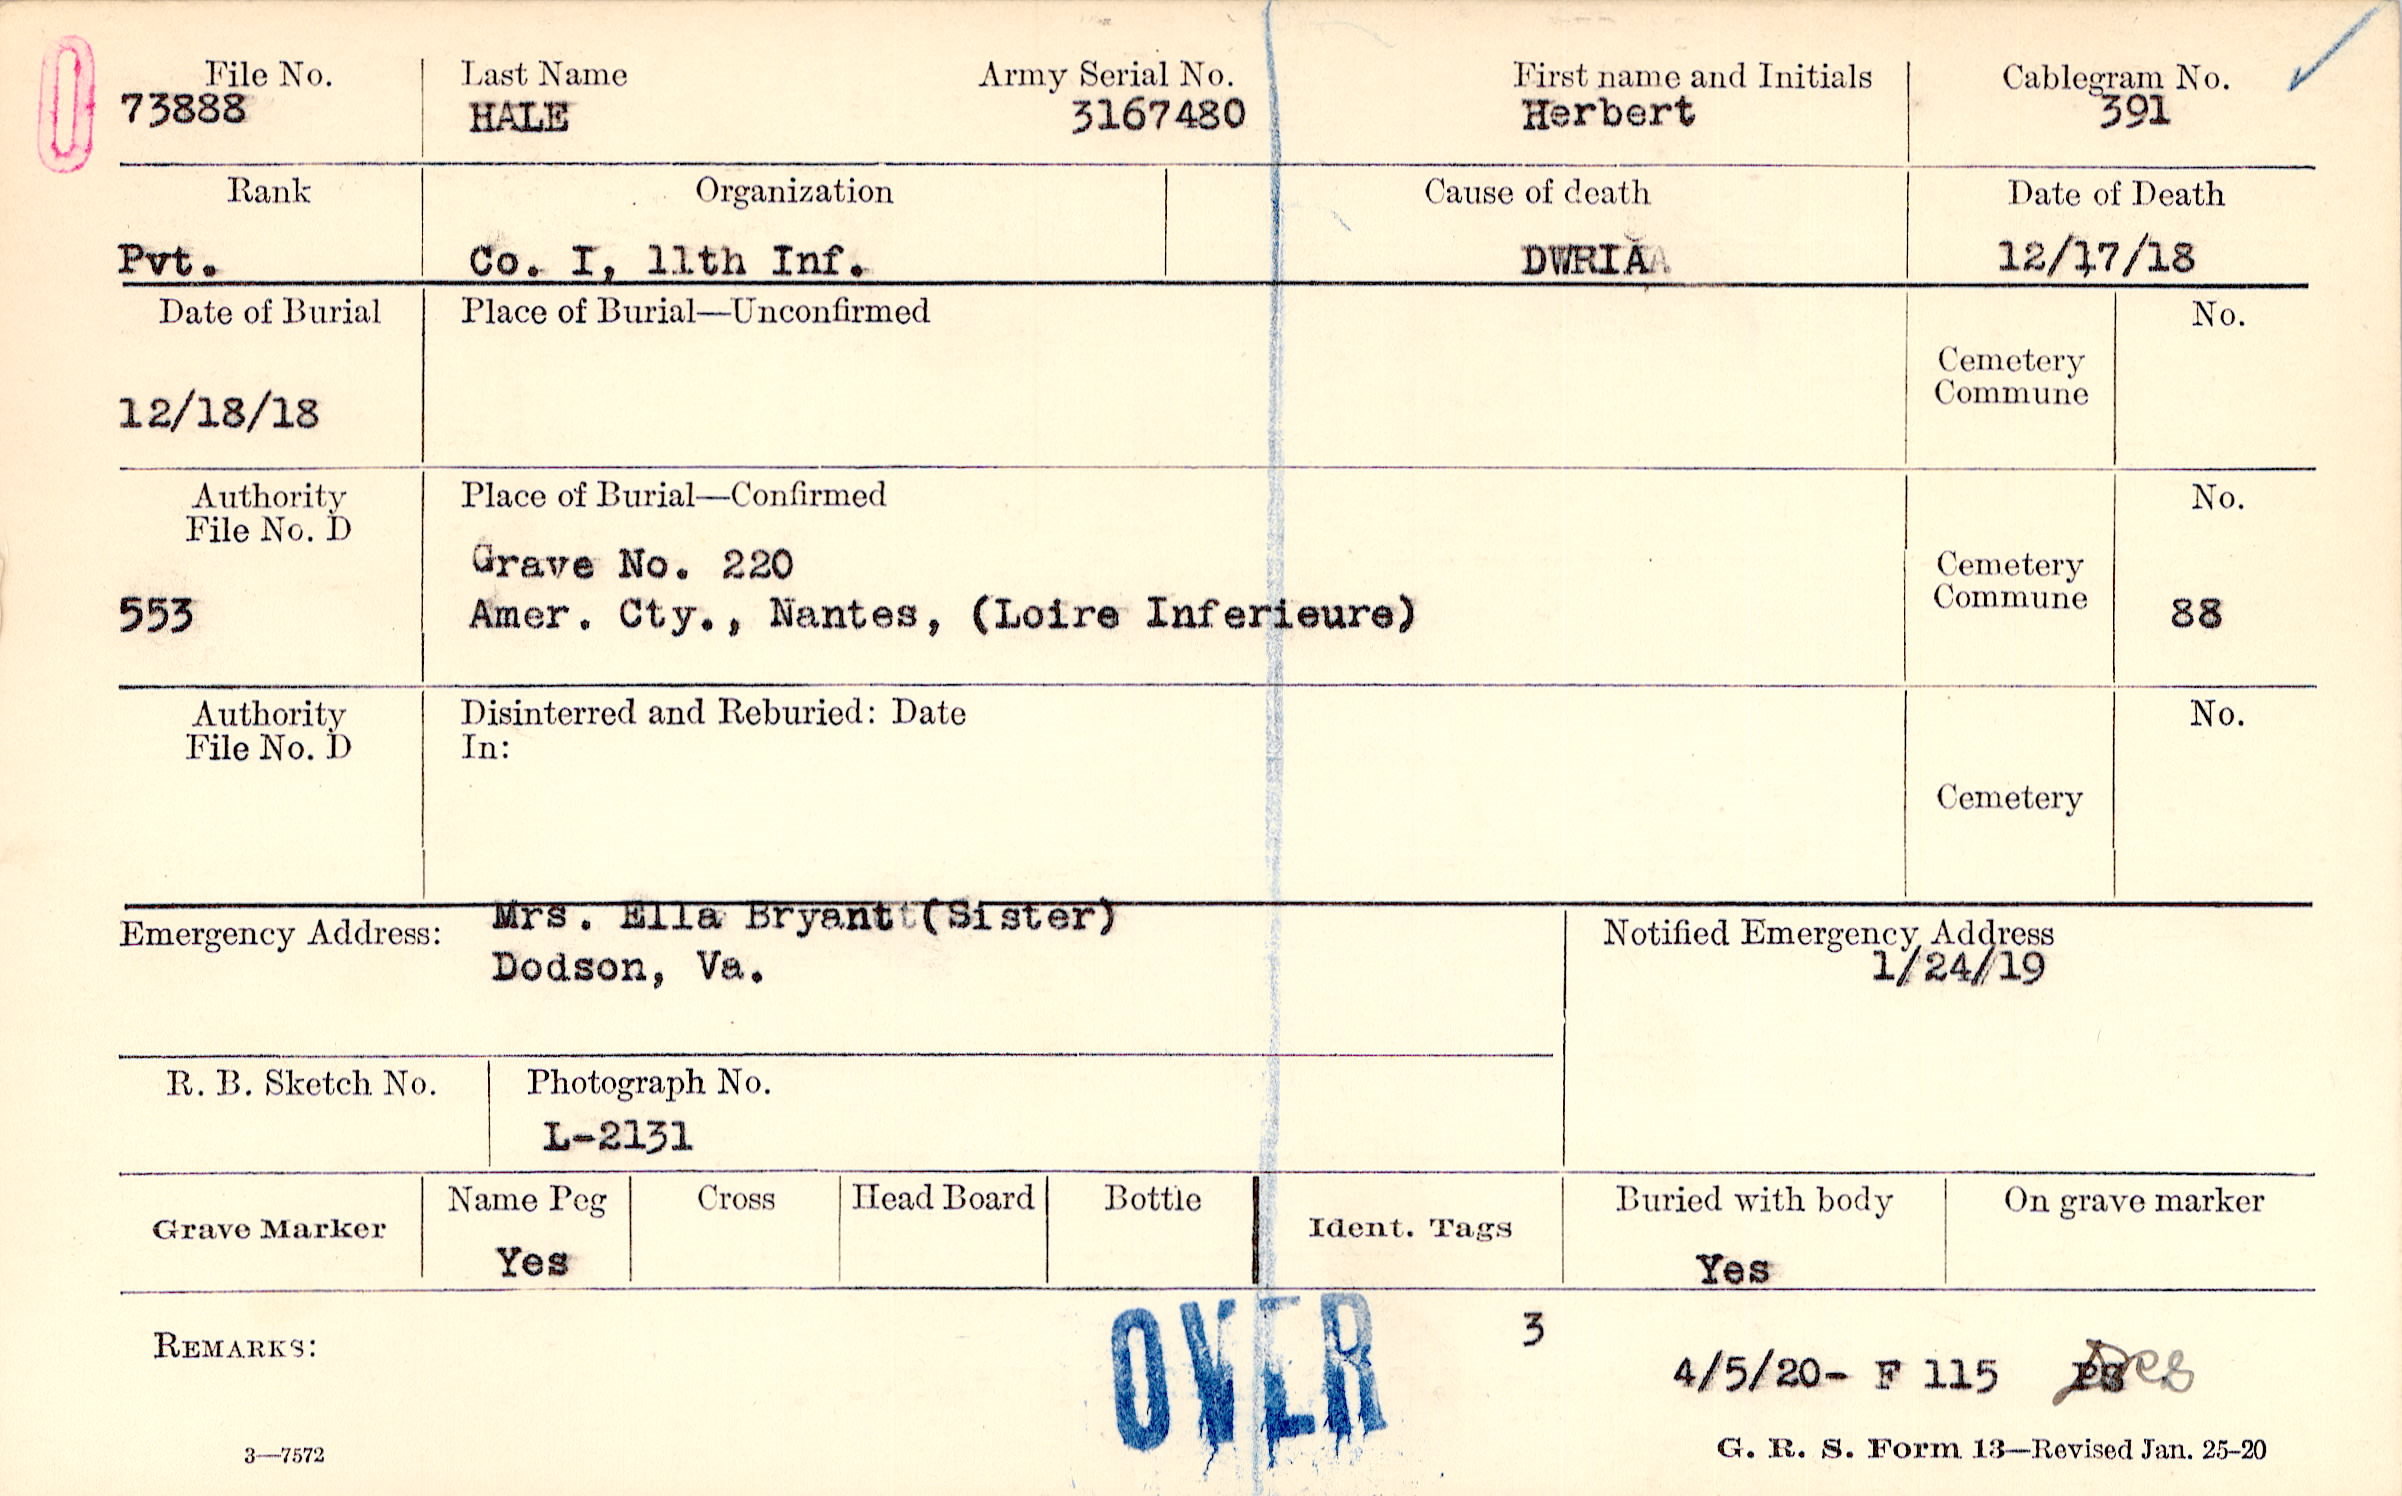 File No. Last Name Army Serial No. First name and Initials Cablegram No.
73888 HALE 3167480 Herbert 391
Rank Organization Cause of death Date of Death
Pvt. Co. I, 11th Inf. DWRIA 12/17/18
Date of Burial Place of Burial—Unconfirmed No.
Cemetery
Commune
12/18/18
Authority Place of Burial—Confirmed No.
File No. D
Grave No. 220 Cemetery
553 Amer. Cty., Nantes, (Loire Inferieure) Commune 88
Authority Disinterred and Reburied: Date No.
File No. D In:
Cemetery
Emergency Address: Mrs. Ella Bryant (Sister) Notified Emergency Address
Dodson, Va. 1/24/19
R. B. Sketch No. Photograph No.
L-2131
Grave Marker Name Peg Cross Head Board Bottle Ident. Tags Buried with body On grave marker
Yes Yes
OVER 3
REMARKS: 4/5/20- F 115
3—7572 G. R. S. Form 13—Revised Jan. 25-20